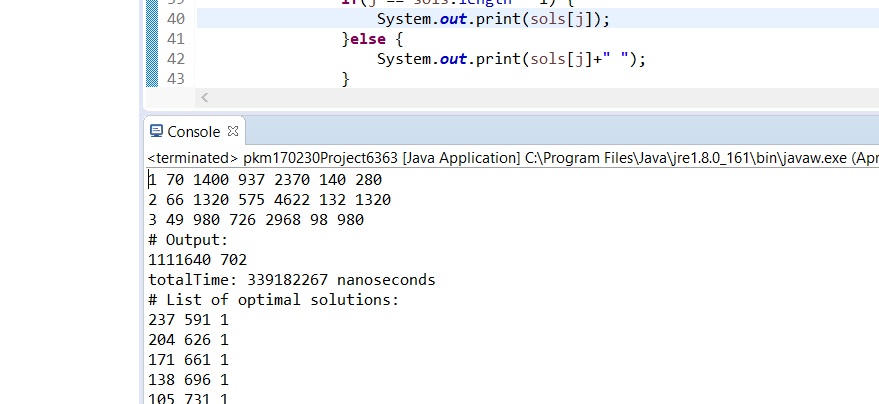 39 if(j == sols.length - 1) {
40 System.out.print(sols[j]);
41 }else {
42 System.out.print(sols[j]+" ");
43 }
Console
<terminated> pkm170230Project6363 [Java Application] C:\Program Files\Java\jre1.8.0_161\bin\javaw.exe (Apr
1 70 1400 937 2370 140 280
2 66 1320 575 4622 132 1320
3 49 980 726 2968 98 980
# Output:
1111640 702
totalTime: 339182267 nanoseconds
# List of optimal solutions:
237 591 1
204 626 1
171 661 1
138 696 1
105 731 1